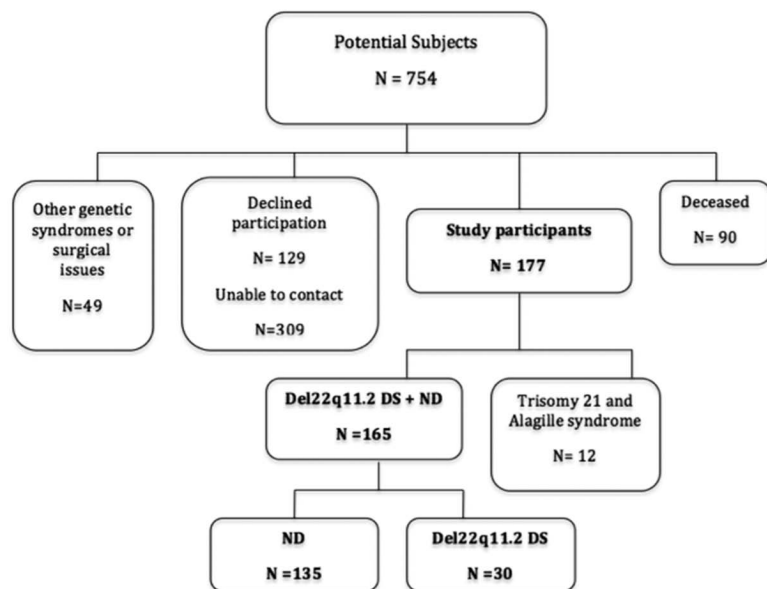 Potential Subjects
N = 754
Other genetic
syndromes or
surgical
issues
N=49
Declined
participation
N= 129
Unable to contact
N=309
Study participants
N= 177
Deceased
N= 90
Del22q11.2 DS + ND
N =165
Trisomy 21 and
Alagille syndrome
N= 12
ND
N =135
Del22q11.2 DS
N =30